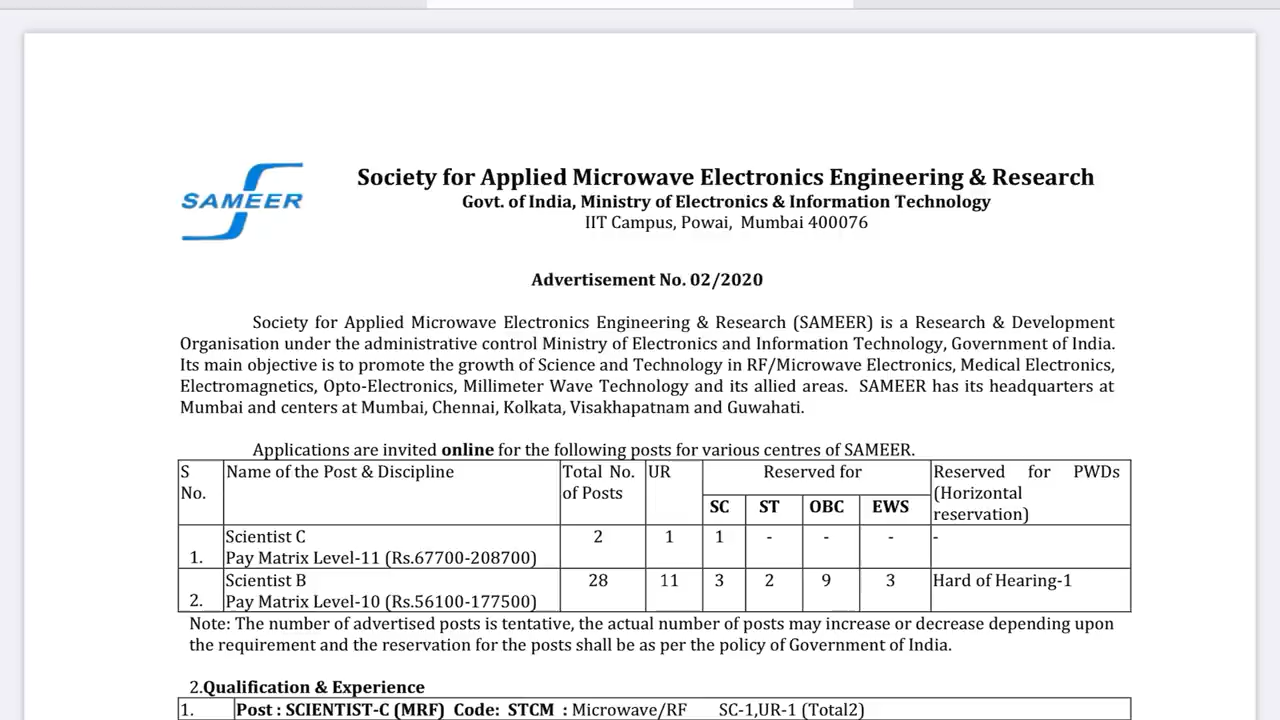 SAMEER
Society for Applied Microwave Electronics Engineering & Research
Govt. of India, Ministry of Electronics & Information Technology
IIT Campus, Powai, Mumbai 400076
Advertisement No. 02/2020
Society for Applied Microwave Electronics Engineering & Research (SAMEER) is a Research & Development
Organisation under the administrative control Ministry of Electronics and Information Technology, Government of India.
Its main objective is to promote the growth of Science and Technology in RF/Microwave Electronics, Medical Electronics,
Electromagnetics, Opto-Electronics, Millimeter Wave Technology and its allied areas. SAMEER has its headquarters at
Mumbai and centers at Mumbai, Chennai, Kolkata, Visakhapatnam and Guwahati.
Applications are invited online for the following posts for various centres of SAMEER.
S Name of the Post & Discipline Total No. UR Reserved for Reserved for PWDs
No. of Posts (Horizontal
SC ST OBC EWS reservation)
Scientist C 2 1 1 - - - -
1. Pay Matrix Level-11 (Rs.67700-208700)
Scientist B 28 11 3 2 9 3 Hard of Hearing-1
2. Pay Matrix Level-10 (Rs.56100-177500)
Note: The number of advertised posts is tentative, the actual number of posts may increase or decrease depending upon
the requirement and the reservation for the posts shall be as per the policy of Government of India.
2.Qualification & Experience
1. Post : SCIENTIST-C (MRF) Code: STCM : Microwave/RF SC-1,UR-1 (Total2)